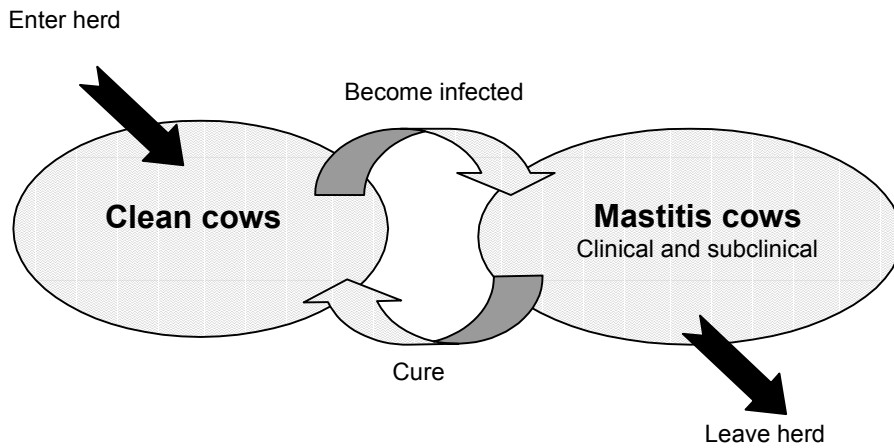 Enter herd
Become infected
Clean cows
Mastitis cows
Clinical and subclinical
Cure
Leave herd